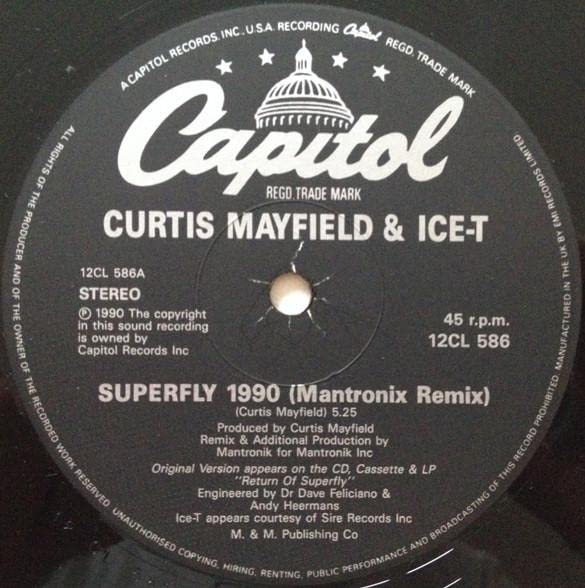 A CAPITOL RECORDS, INC., U.S.A. RECORDING Capitol REGD. TRADE MARK
Capitol
REGD. TRADE MARK
CURTIS MAYFIELD & ICE-T
12CL 586A
STEREO
℗ 1990 The copyright
in this sound recording
is owned by
Capitol Records Inc
45 r.p.m.
12CL 586
SUPERFLY 1990 (Mantronix Remix)
(Curtis Mayfield) 5.25
Produced by Curtis Mayfield
Remix & Additional Production by
Mantronik for Mantronik Inc
Original Version appears on the CD, Cassette & LP
"Return Of Superfly"
Engineered by Dr Dave Feliciano &
Andy Heermans
Ice-T appears courtesy of Sire Records Inc
M. & M. Publishing Co
ALL RIGHTS OF THE PRODUCER AND OF THE OWNER OF THE RECORDED WORK RESERVED. UNAUTHORISED COPYING, HIRING, RENTING, PUBLIC PERFORMANCE AND BROADCASTING OF THIS RECORD PROHIBITED. MANUFACTURED IN THE UK BY EMI RECORDS LIMITED